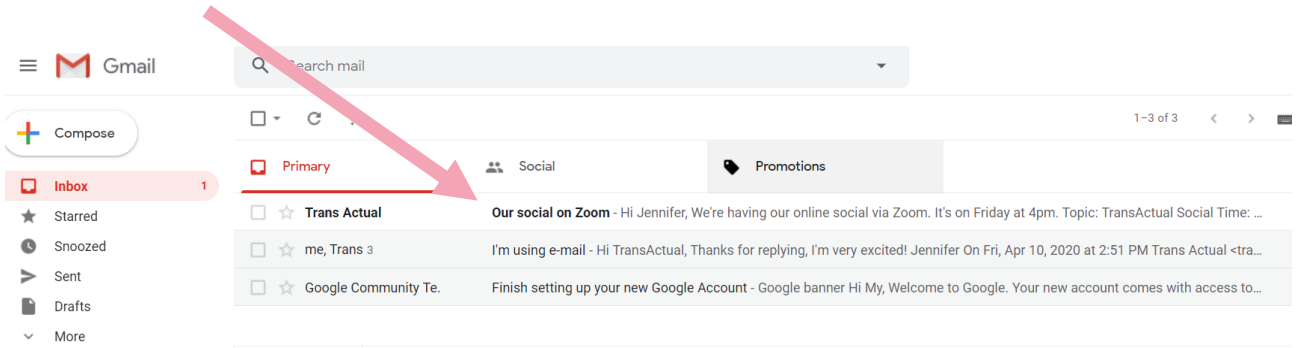 Gmail
Search mail
Compose
1–3 of 3
Primary
Social
Promotions
Inbox 1
Starred
Snoozed
Sent
Drafts
More
Trans Actual Our social on Zoom - Hi Jennifer, We're having our online social via Zoom. It's on Friday at 4pm. Topic: TransActual Social Time: ...
me, Trans 3 I'm using e-mail - Hi TransActual, Thanks for replying, I'm very excited! Jennifer On Fri, Apr 10, 2020 at 2:51 PM Trans Actual <tra...
Google Community Te. Finish setting up your new Google Account - Google banner Hi My, Welcome to Google. Your new account comes with access to...